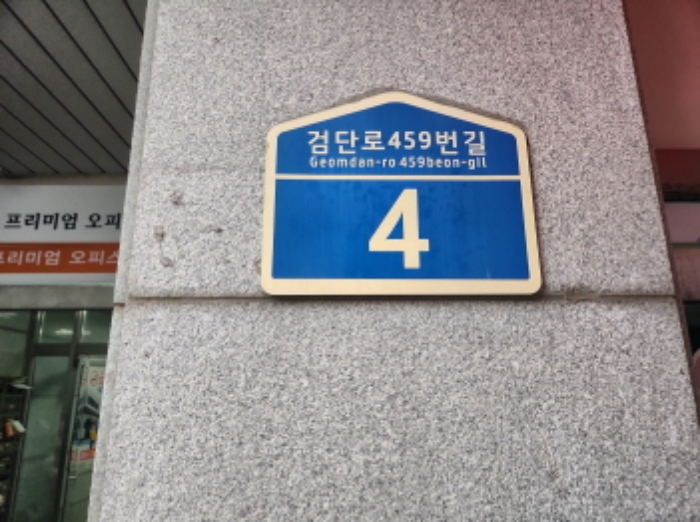 검단로459번길
Geomdan-ro 459beon-gil
4
프리미엄 오피
프리미엄 오피스